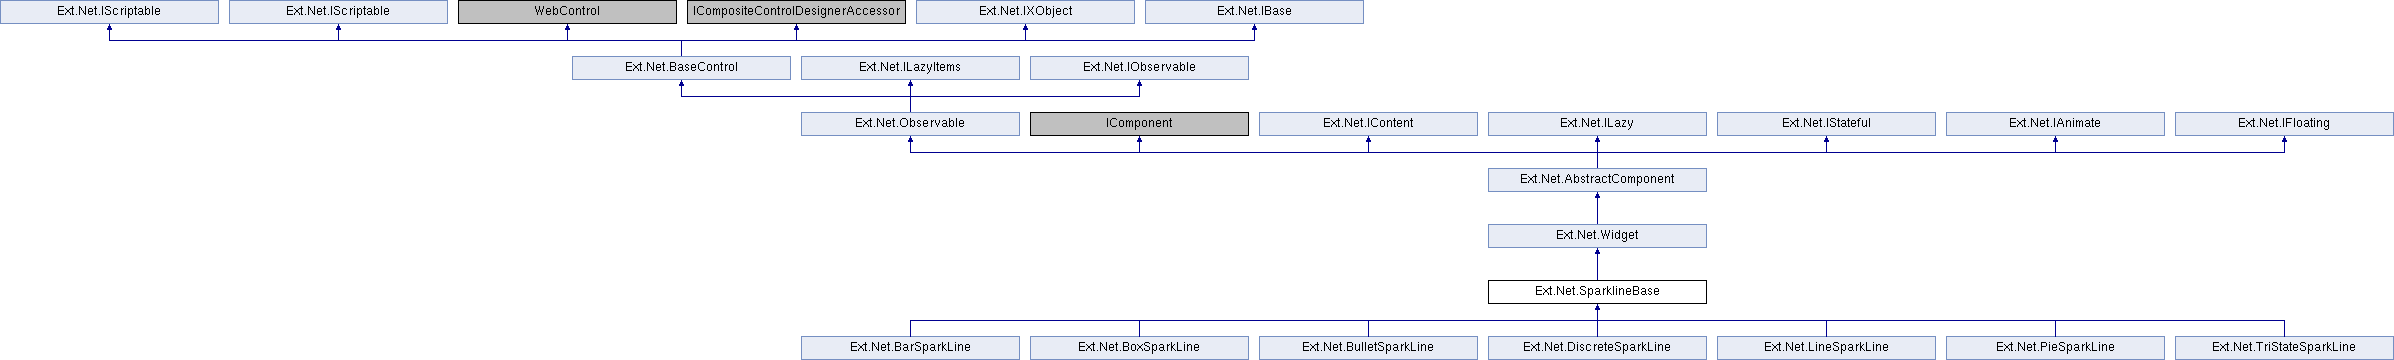 Ext.Net.IScriptable
Ext.Net.IScriptable
WebControl
ICompositeControlDesignerAccessor
Ext.Net.IXObject
Ext.Net.IBase
Ext.Net.BaseControl
Ext.Net.ILazyItems
Ext.Net.IObservable
Ext.Net.Observable
IComponent
Ext.Net.IContent
Ext.Net.ILazy
Ext.Net.IStateful
Ext.Net.IAnimate
Ext.Net.IFloating
Ext.Net.AbstractComponent
Ext.Net.Widget
Ext.Net.SparklineBase
Ext.Net.BarSparkLine
Ext.Net.BoxSparkLine
Ext.Net.BulletSparkLine
Ext.Net.DiscreteSparkLine
Ext.Net.LineSparkLine
Ext.Net.PieSparkLine
Ext.Net.TriStateSparkLine